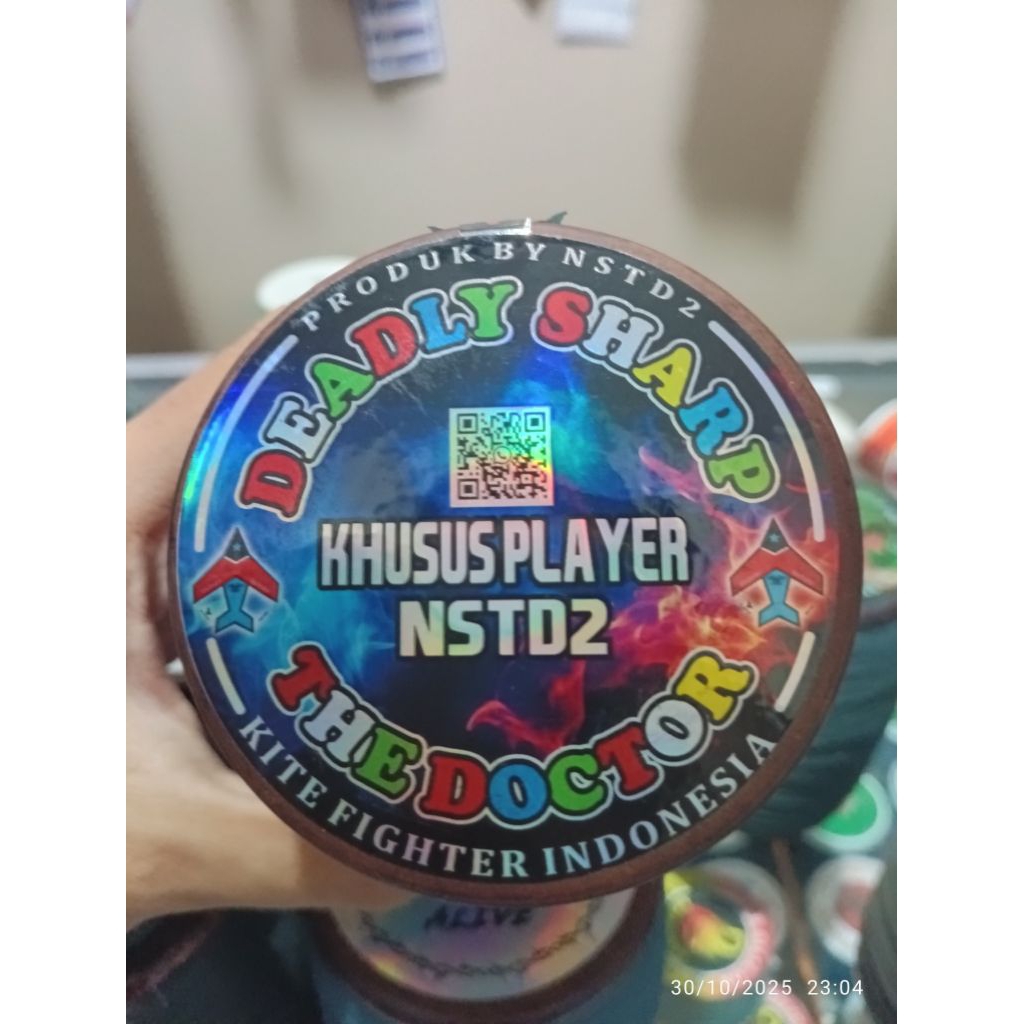 PRODUK BY NSTD2
DEADLY SHARP
KHUSUS PLAYER
NSTD2
THE DOCTOR
KITE FIGHTER INDONESIA
ALIVE
30/10/2025 23:04